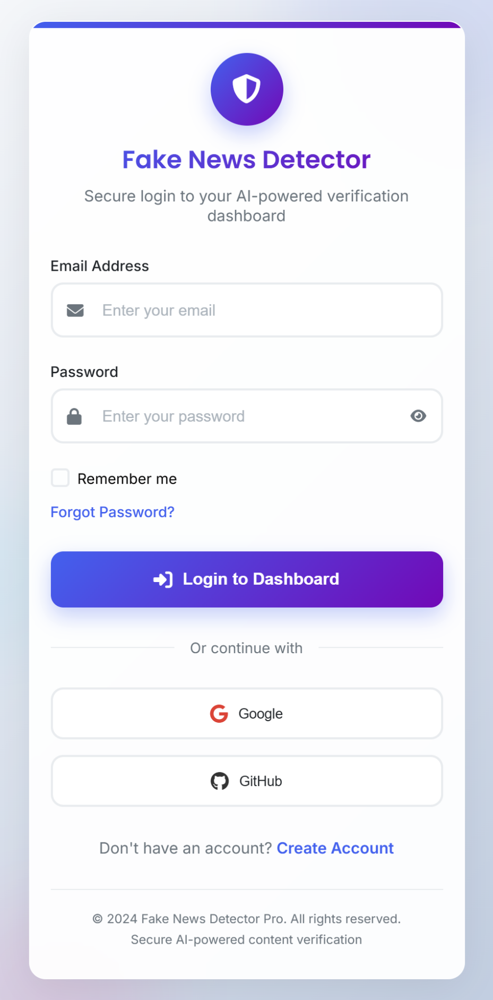 Fake News Detector
Secure login to your AI-powered verification
dashboard
Email Address
Enter your email
Password
Enter your password
Remember me
Forgot Password?
Login to Dashboard
Or continue with
Google
GitHub
Don't have an account? Create Account
© 2024 Fake News Detector Pro. All rights reserved.
Secure AI-powered content verification